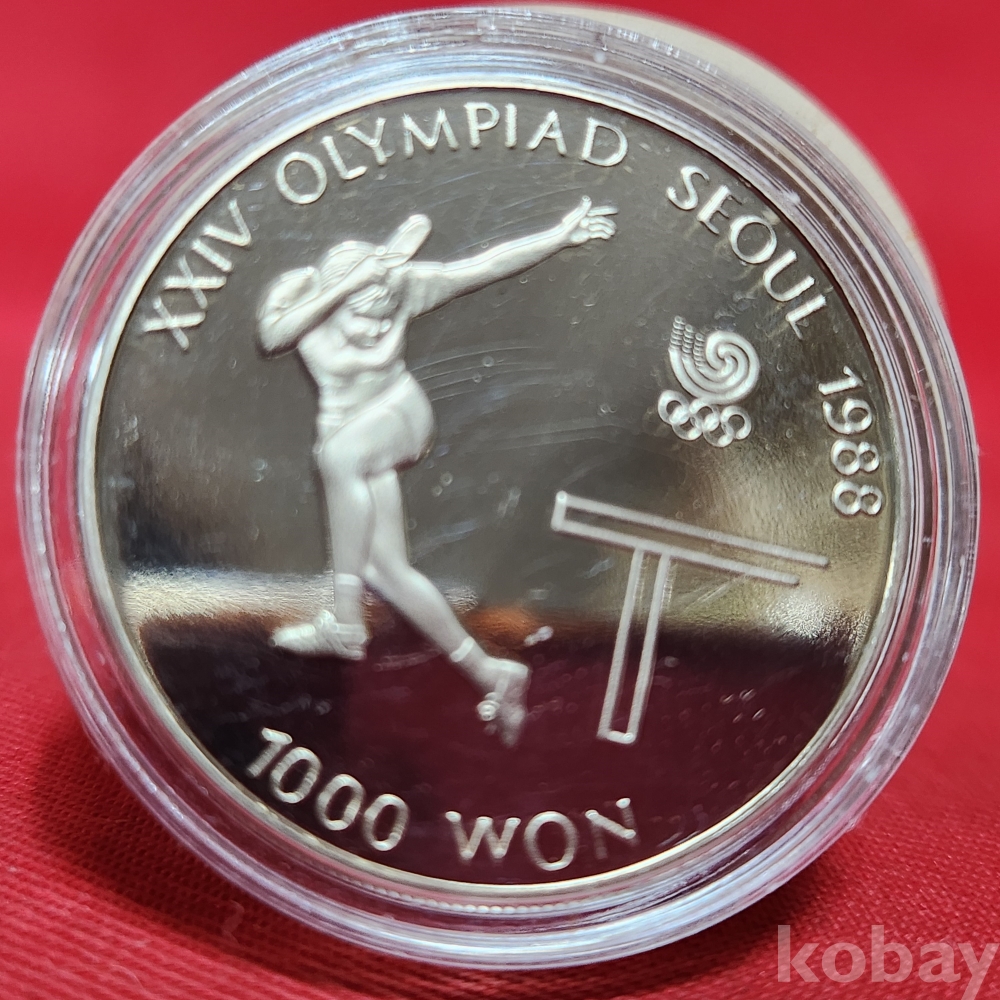 XXIV OLYMPIAD SEOUL 1988
1000 WON
kobay